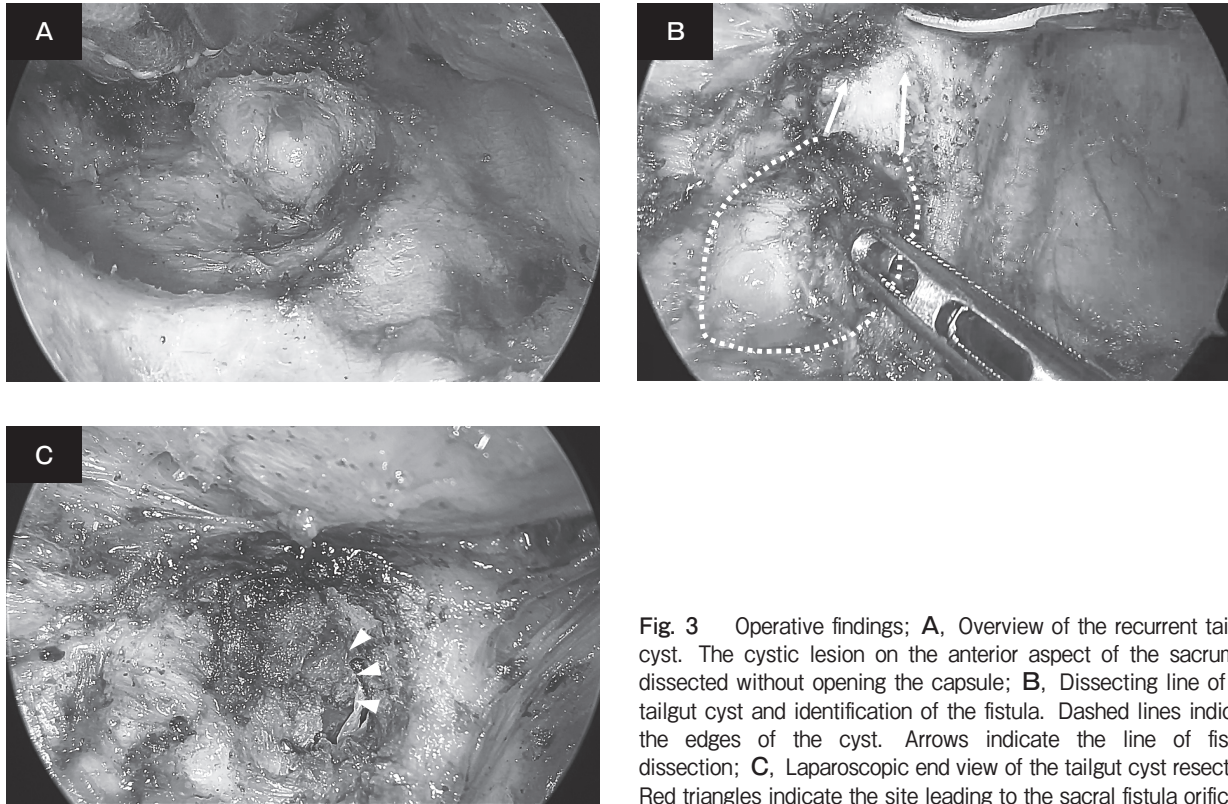 A
B
C
Fig. 3 Operative findings; A, Overview of the recurrent tai
cyst. The cystic lesion on the anterior aspect of the sacrun
dissected without opening the capsule; B, Dissecting line of
tailgut cyst and identification of the fistula. Dashed lines indic
the edges of the cyst. Arrows indicate the line of fis
dissection; C, Laparoscopic end view of the tailgut cyst resect
Red triangles indicate the site leading to the sacral fistula orific